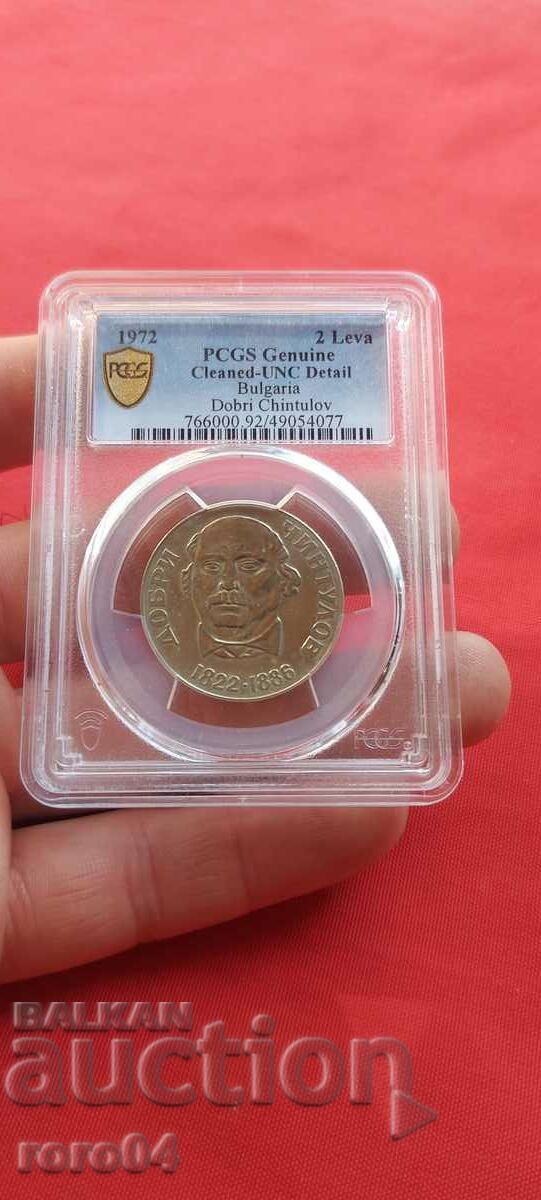 1972 2 Leva
PCGS
PCGS Genuine
Cleaned-UNC Detail
Bulgaria
Dobri Chintulov
766000.92/49054077
ДОБРИ ЧИНТУЛОВ
1822·1886
PCGS
BALKAN
auction
roro04